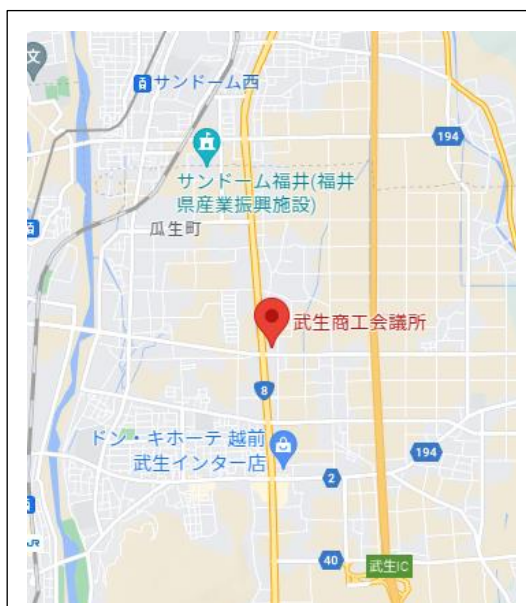 文
サンドーム西
194
サンドーム福井(福井
県産業振興施設)
瓜生町
武生商工会議所
8
ドン・キホーテ 越前
武生インター店
194
2
40
武生IC
JR